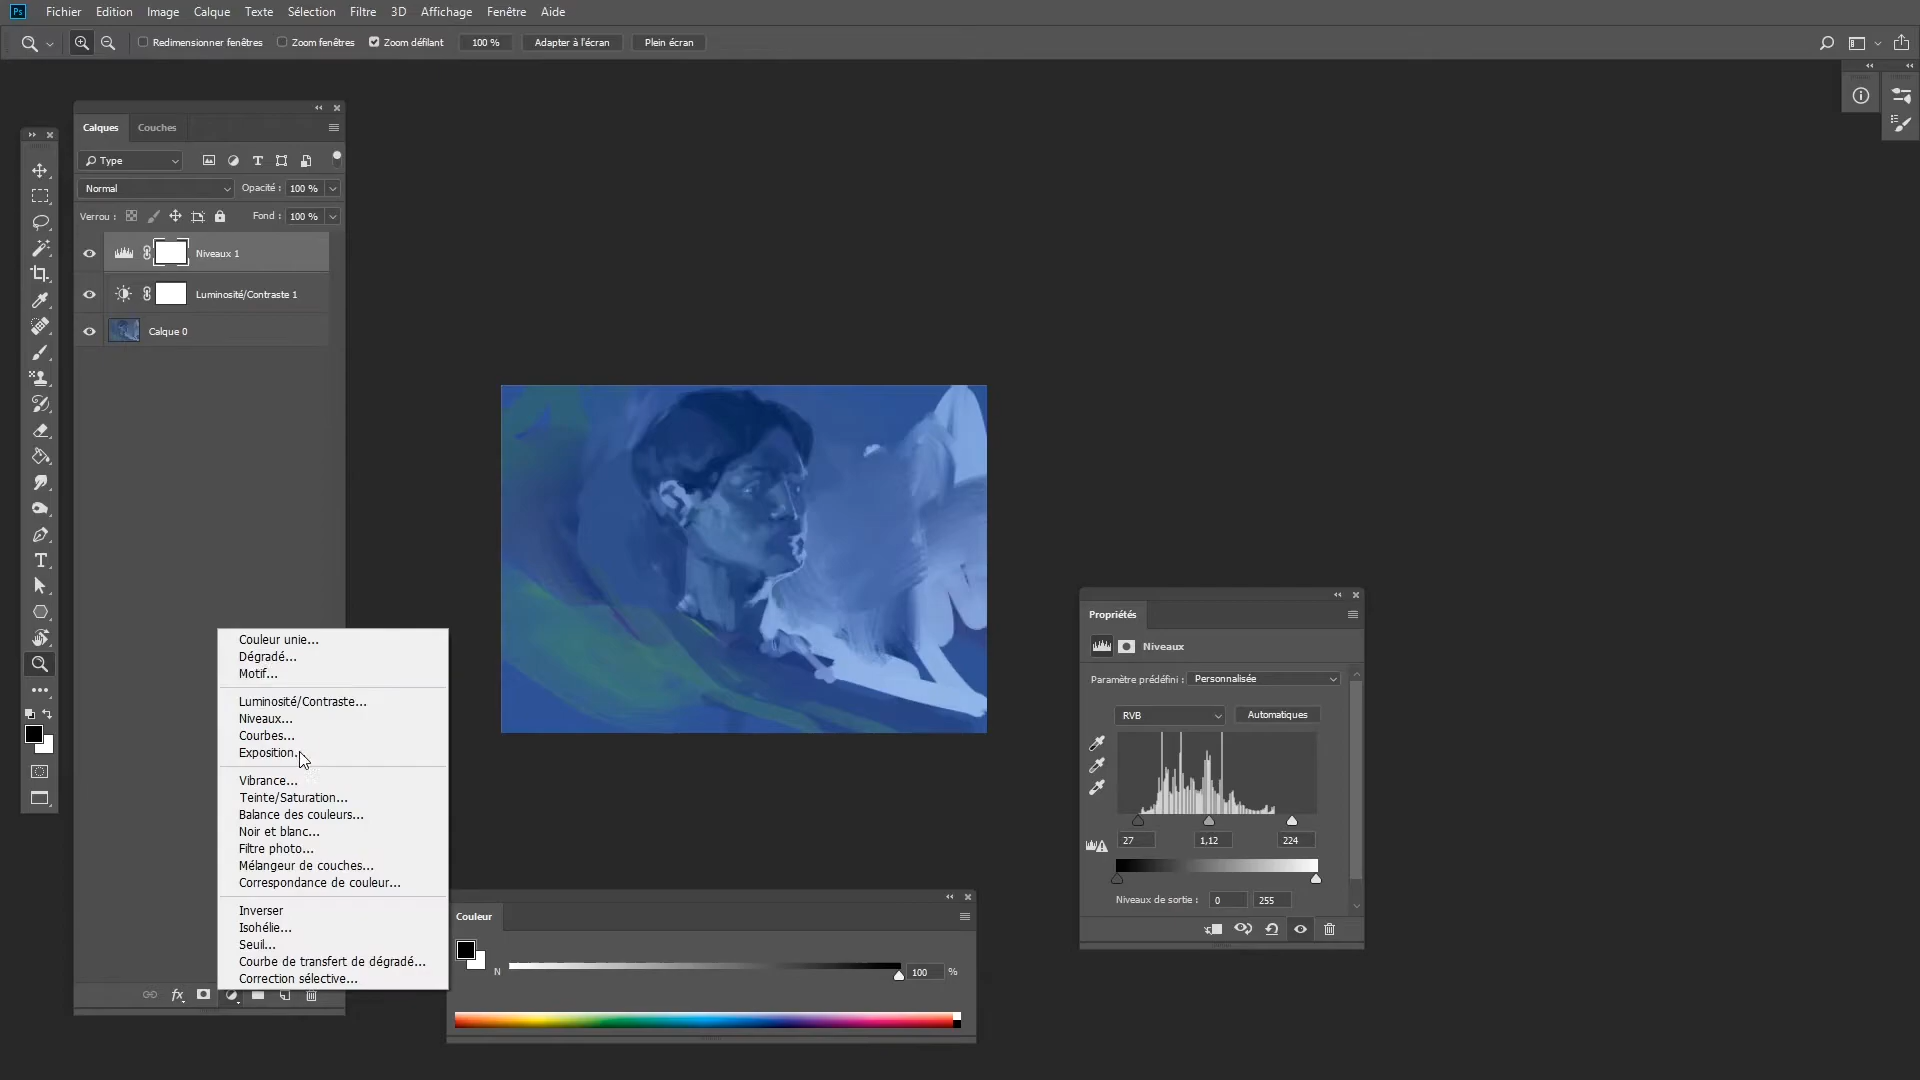 Ps Fichier Edition Image Calque Texte Sélection Filtre 3D Affichage Fenêtre Aide
Redimensionner fenêtres Zoom fenêtres Zoom défilant 100 % Adapter à l'écran Plein écran
Calques Couches
Type
Normal Opacité : 100 %
Verrou : Fond : 100 %
Niveaux 1
Luminosité/Contraste 1
Calque 0
Couleur unie...
Dégradé...
Motif...
Luminosité/Contraste...
Niveaux...
Courbes...
Exposition...
Vibrance...
Teinte/Saturation...
Balance des couleurs...
Noir et blanc...
Filtre photo...
Mélangeur de couches...
Correspondance de couleur...
Inverser
Isohélie...
Seuil...
Courbe de transfert de dégradé...
Correction sélective...
fx
Couleur
N 100 %
Propriétés
Niveaux
Paramètre prédéfini : Personnalisée
RVB Automatiques
27 1,12 224
Niveaux de sortie : 0 255